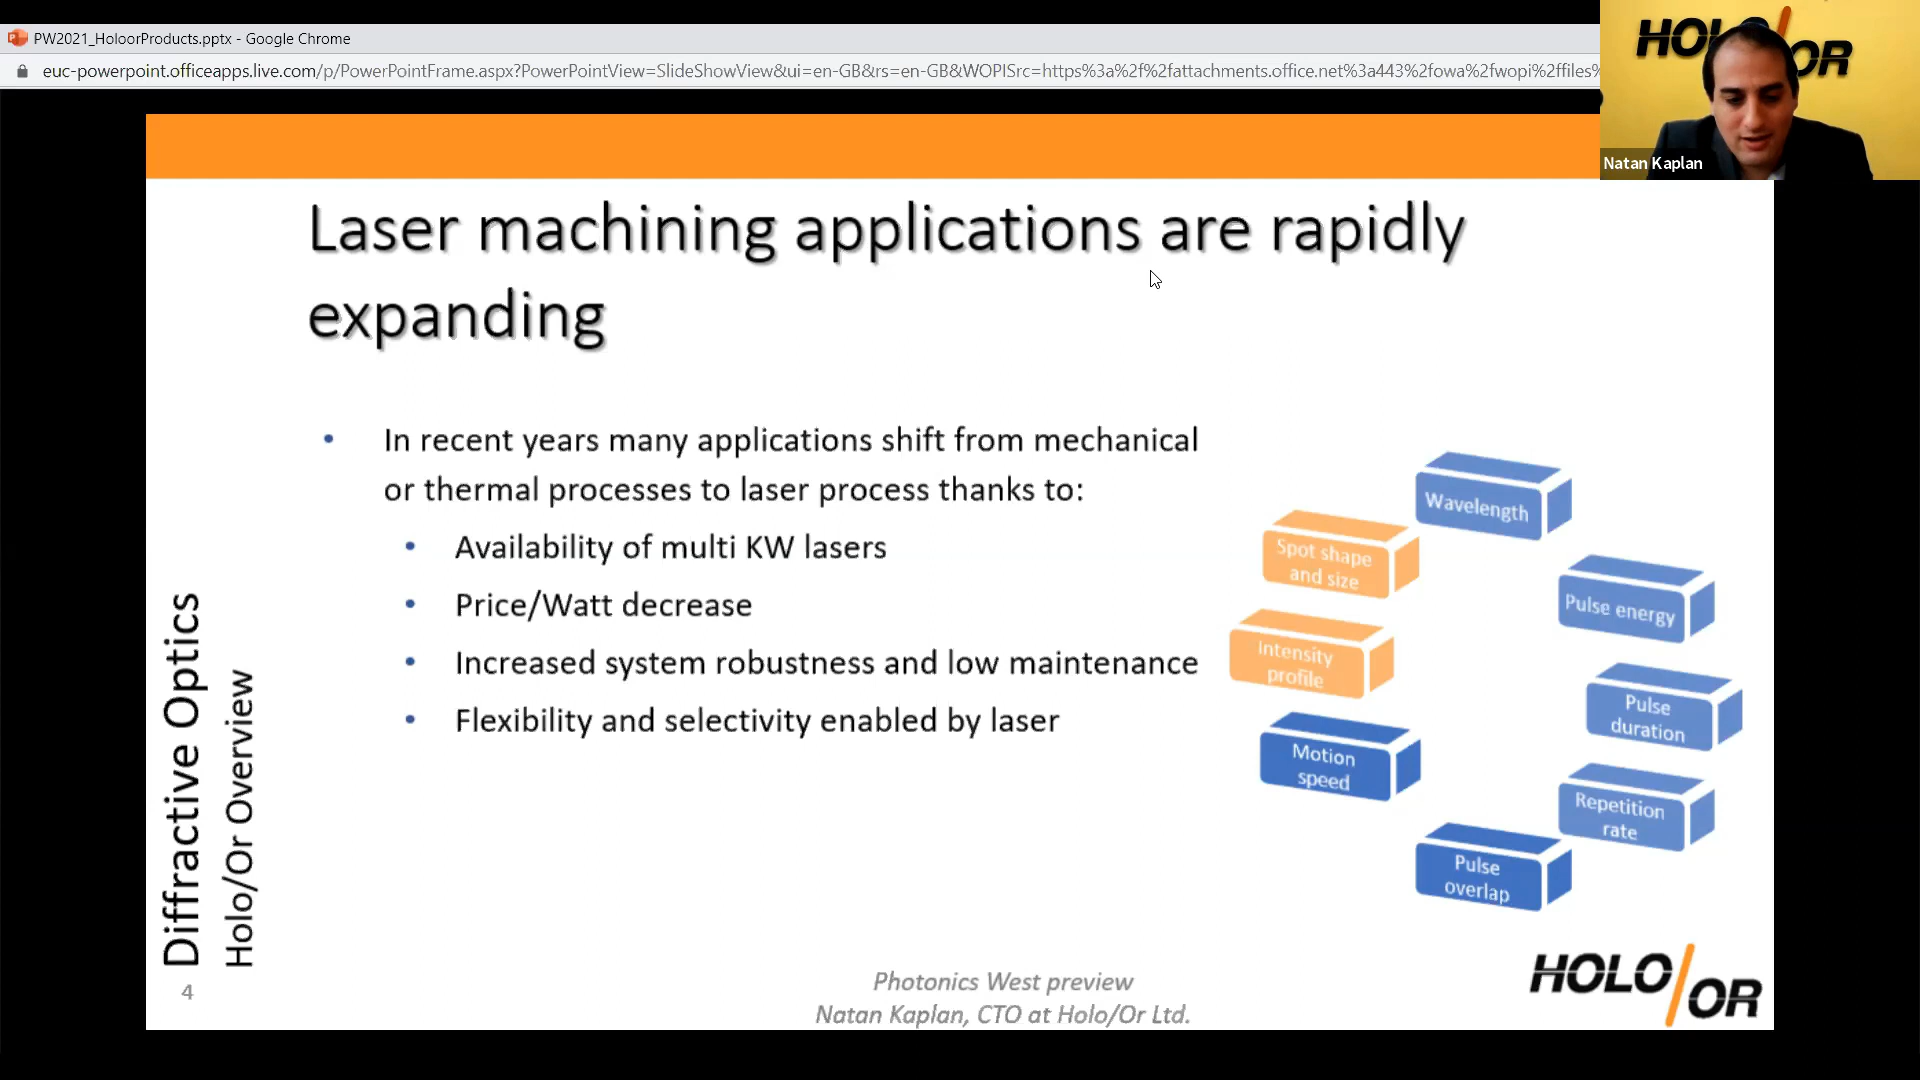 PW2021_HoloorProducts.pptx - Google Chrome
euc-powerpoint.officeapps.live.com/p/PowerPointFrame.aspx?PowerPointView=SlideShowView&ui=en-GB&rs=en-GB&WOPISrc=https%3a%2f%2fattachments.office.net%3a443%2fowa%2fwopi%2ffiles%
HOLO/OR
Natan Kaplan
Laser machining applications are rapidly
expanding
• In recent years many applications shift from mechanical
or thermal processes to laser process thanks to:
• Availability of multi KW lasers
• Price/Watt decrease
• Increased system robustness and low maintenance
• Flexibility and selectivity enabled by laser
Wavelength
Pulse energy
Pulse
duration
Repetition
rate
Pulse
overlap
Motion
speed
Intensity
profile
Spot shape
and size
Diffractive Optics
Holo/Or Overview
4
Photonics West preview
Natan Kaplan, CTO at Holo/Or Ltd.
HOLO/OR